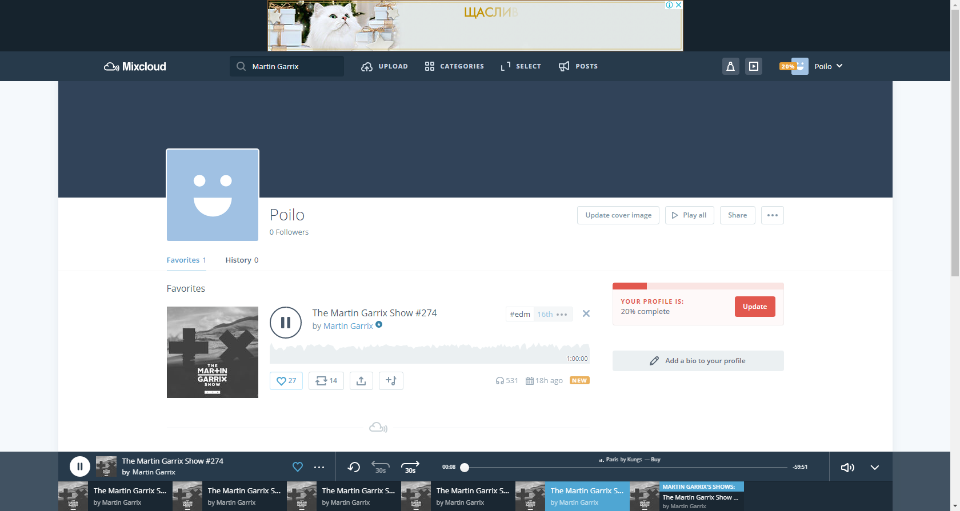 ЩАСЛИВ
Mixcloud
Martin Garrix
UPLOAD
CATEGORIES
SELECT
POSTS
20%
Poilo
Poilo
0 Followers
Update cover image
Play all
Share
Favorites 1
History 0
Favorites
THE
MARTIN
GARRIX
SHOW
The Martin Garrix Show #274
by Martin Garrix
#edm
16th
1:00:00
27
14
531
18h ago
NEW
YOUR PROFILE IS:
20% complete
Update
Add a bio to your profile
The Martin Garrix Show #274
by Martin Garrix
30s
30s
00:08
Paris by Kungs — Buy
-59:51
The Martin Garrix S...
by Martin Garrix
The Martin Garrix S...
by Martin Garrix
The Martin Garrix S...
by Martin Garrix
The Martin Garrix S...
by Martin Garrix
The Martin Garrix S...
by Martin Garrix
MARTIN GARRIX'S SHOWS:
The Martin Garrix Show ...
by Martin Garrix